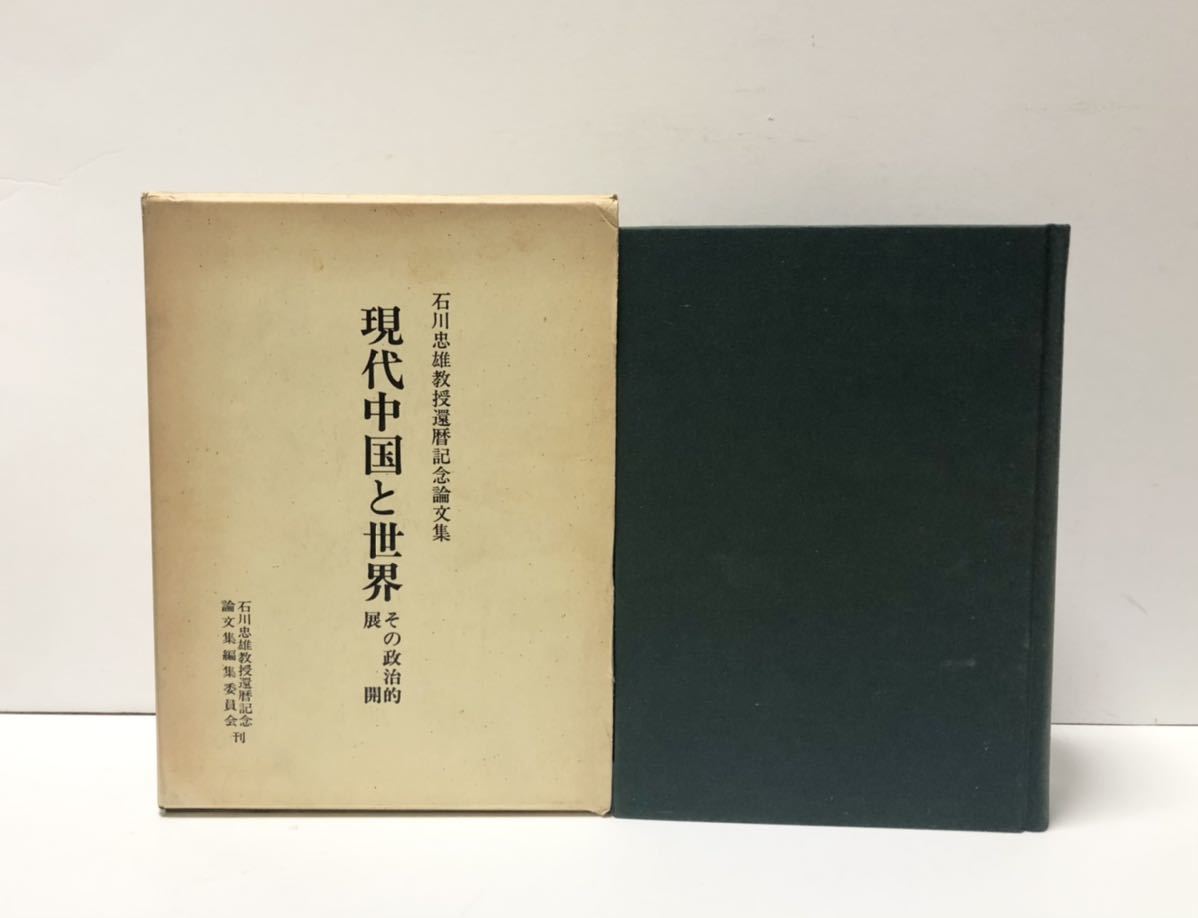 石川忠雄教授還暦記念論文集
現代中国と世界
その政治的
展開
石川忠雄教授還暦記念
論文集編集委員会
刊